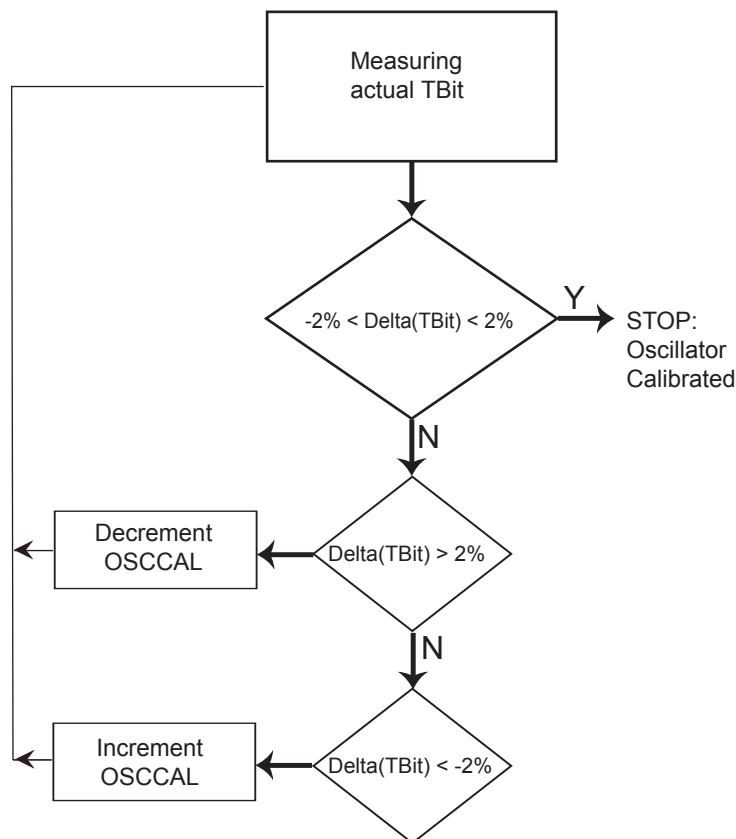 Measuring
actual TBit
-2% < Delta(TBit) < 2%
Y
STOP:
Oscillator
Calibrated
N
Decrement
OSCCAL
Delta(TBit) > 2%
N
Increment
OSCCAL
Delta(TBit) < -2%